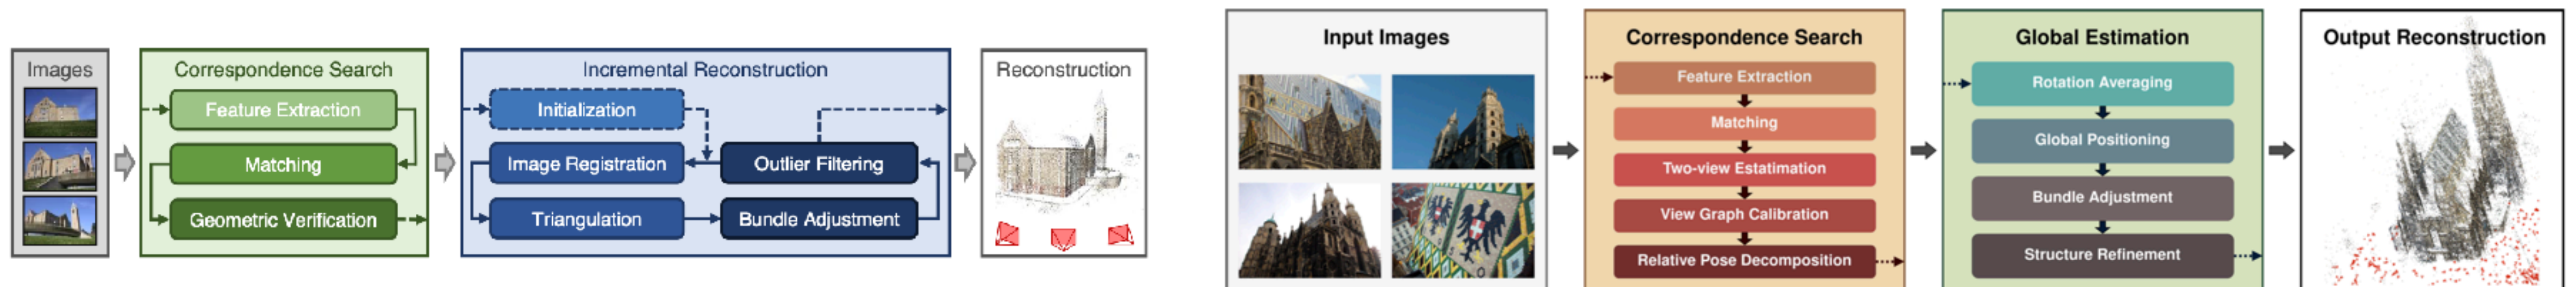 Images
Correspondence Search
Feature Extraction
Matching
Geometric Verification
Incremental Reconstruction
Initialization
Image Registration
Triangulation
Outlier Filtering
Bundle Adjustment
Reconstruction
Input Images
Correspondence Search
Feature Extraction
Matching
Two-view Estatimation
View Graph Calibration
Relative Pose Decomposition
Global Estimation
Rotation Averaging
Global Positioning
Bundle Adjustment
Structure Refinement
Output Reconstruction